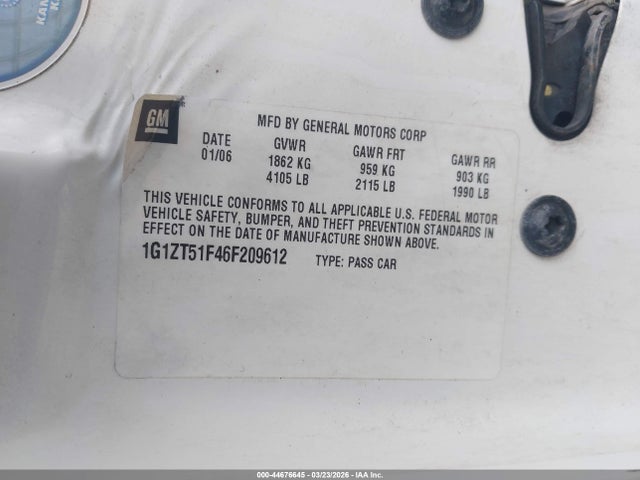 KAN
K
GM
MFD BY GENERAL MOTORS CORP
DATE GVWR GAWR FRT GAWR RR
01/06 1862 KG 959 KG 903 KG
4105 LB 2115 LB 1990 LB
THIS VEHICLE CONFORMS TO ALL APPLICABLE U.S. FEDERAL MOTOR
VEHICLE SAFETY, BUMPER, AND THEFT PREVENTION STANDARDS IN
EFFECT ON THE DATE OF MANUFACTURE SHOWN ABOVE.
1G1ZT51F46F209612 TYPE: PASS CAR
000-44676645 - 03/23/2026 - IAA Inc.